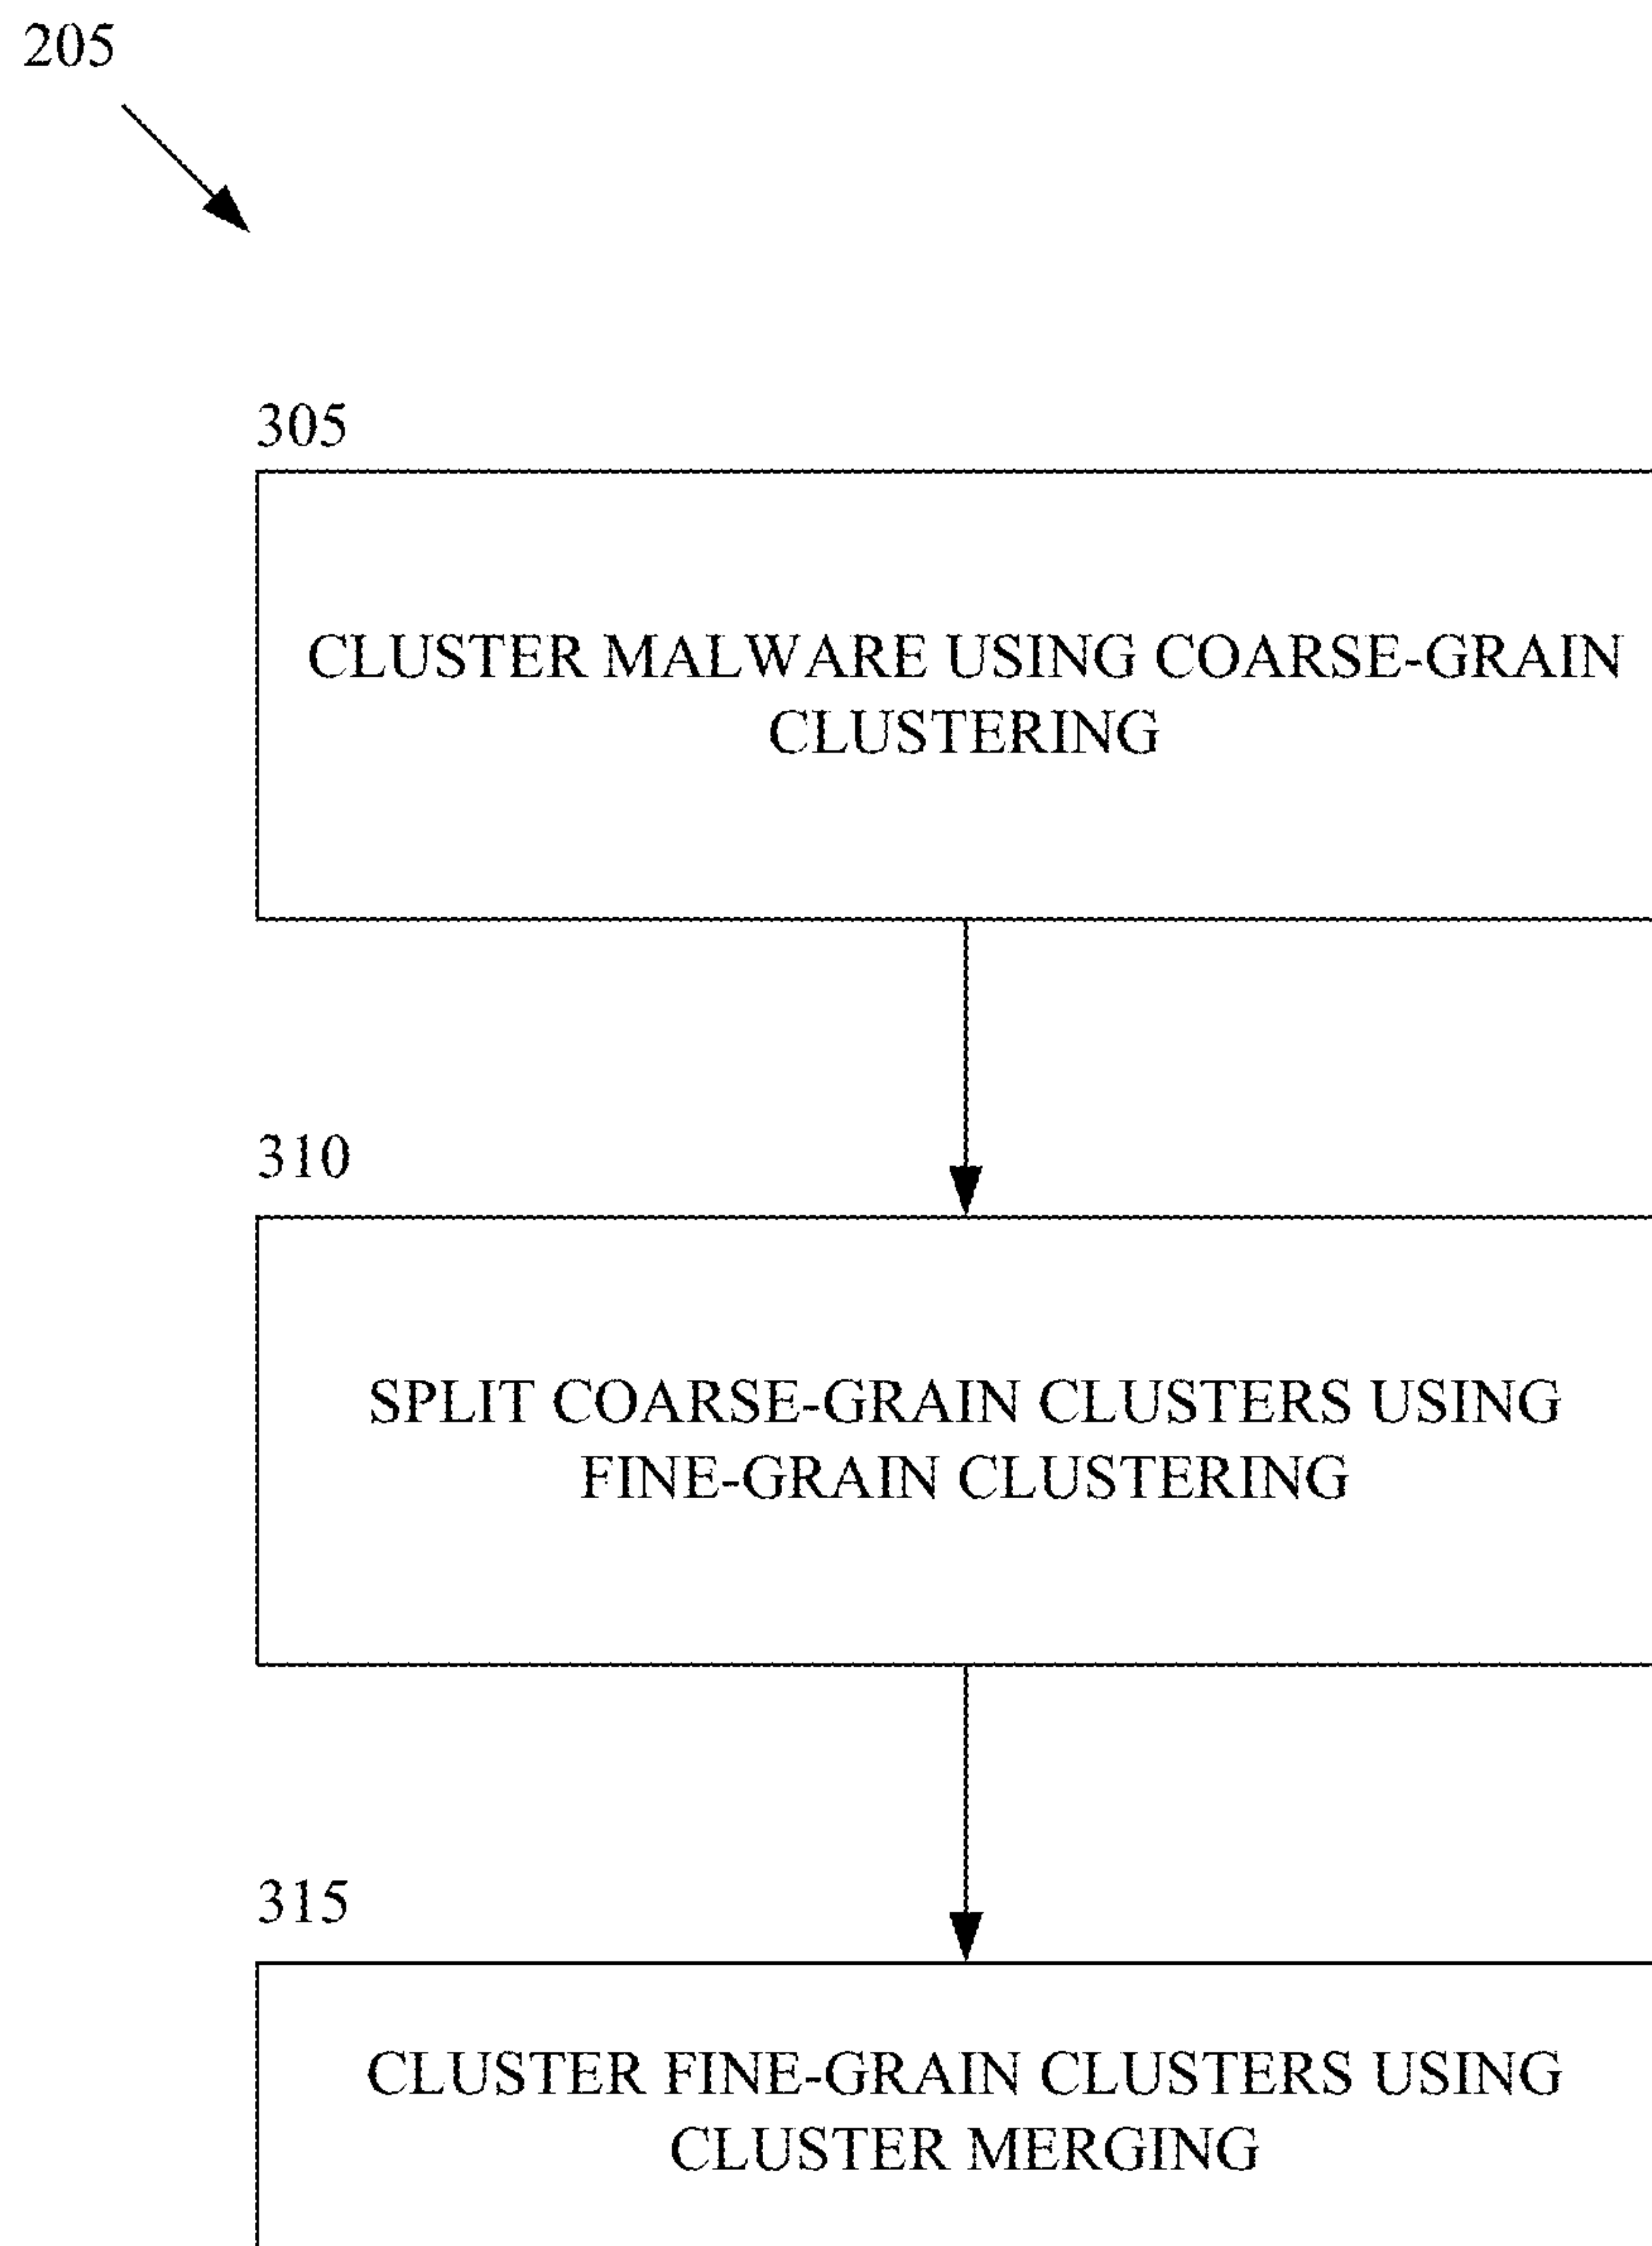 205
305
CLUSTER MALWARE USING COARSE-GRAIN
CLUSTERING
310
SPLIT COARSE-GRAIN CLUSTERS USING
FINE-GRAIN CLUSTERING
315
CLUSTER FINE-GRAIN CLUSTERS USING
CLUSTER MERGING